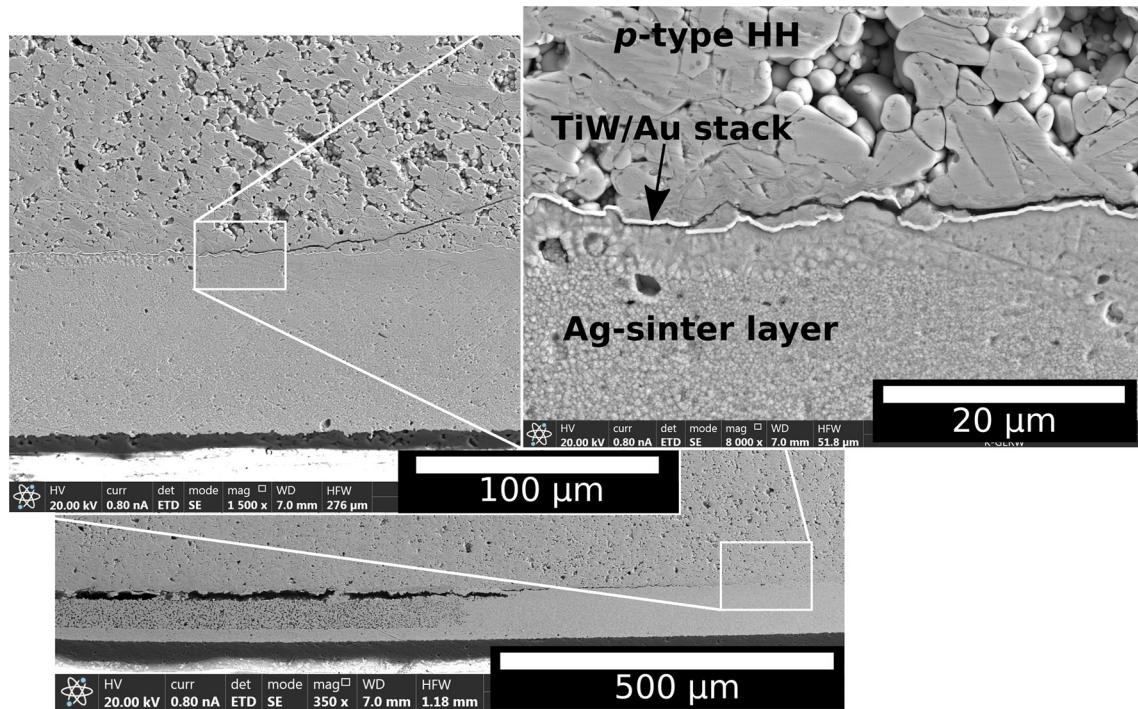 p-type HH
TiW/Au stack
Ag-sinter layer
20 µm
HV curr det mode mag WD HFW
20.00 kV 0.80 nA ETD SE 8 000 x 7.0 mm 51.8 µm
100 µm
HV curr det mode mag WD HFW
20.00 kV 0.80 nA ETD SE 1 500 x 7.0 mm 276 µm
500 µm
HV curr det mode mag WD HFW
20.00 kV 0.80 nA ETD SE 350 x 7.0 mm 1.18 mm